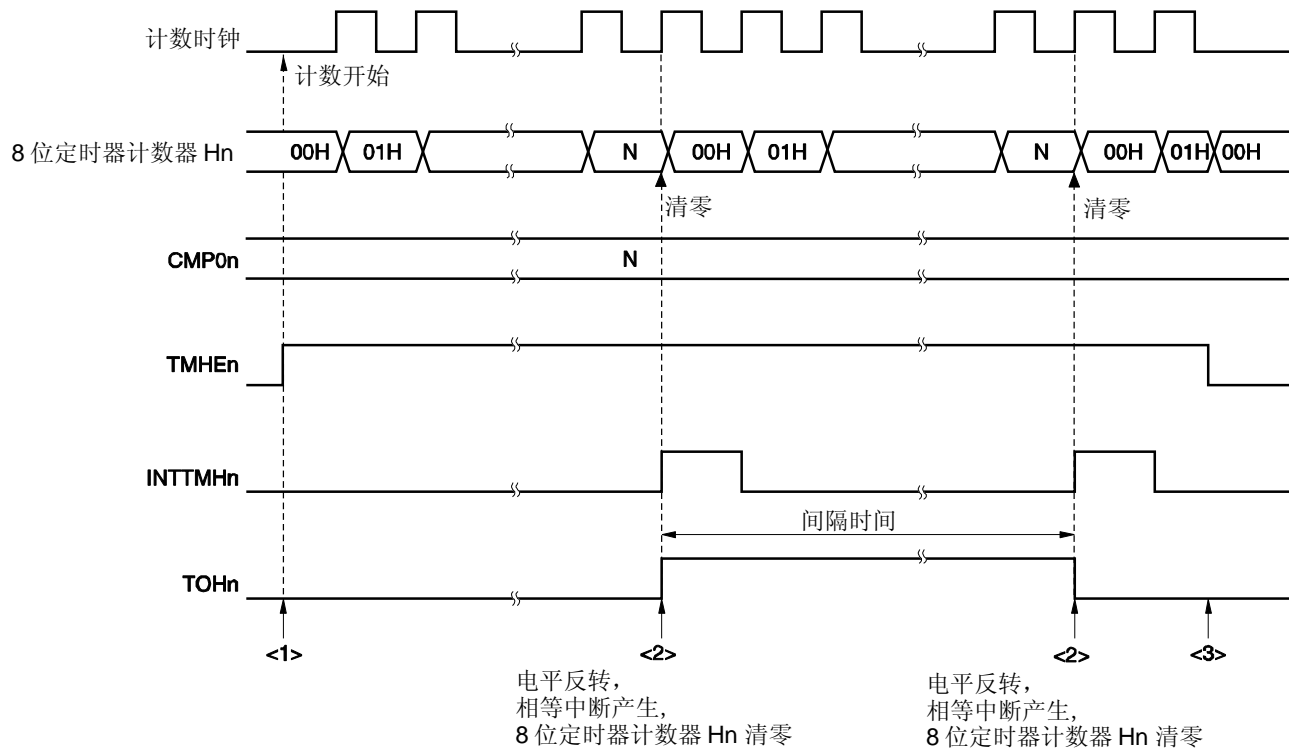 计数时钟
计数开始
8 位定时器计数器 Hn
00H 01H N 00H 01H N 00H 01H 00H
清零 清零
CMP0n N
TMHEn
INTTMHn
间隔时间
TOHn
<1> <2> <2> <3>
电平反转，
相等中断产生,
8 位定时器计数器 Hn 清零
电平反转，
相等中断产生,
8 位定时器计数器 Hn 清零